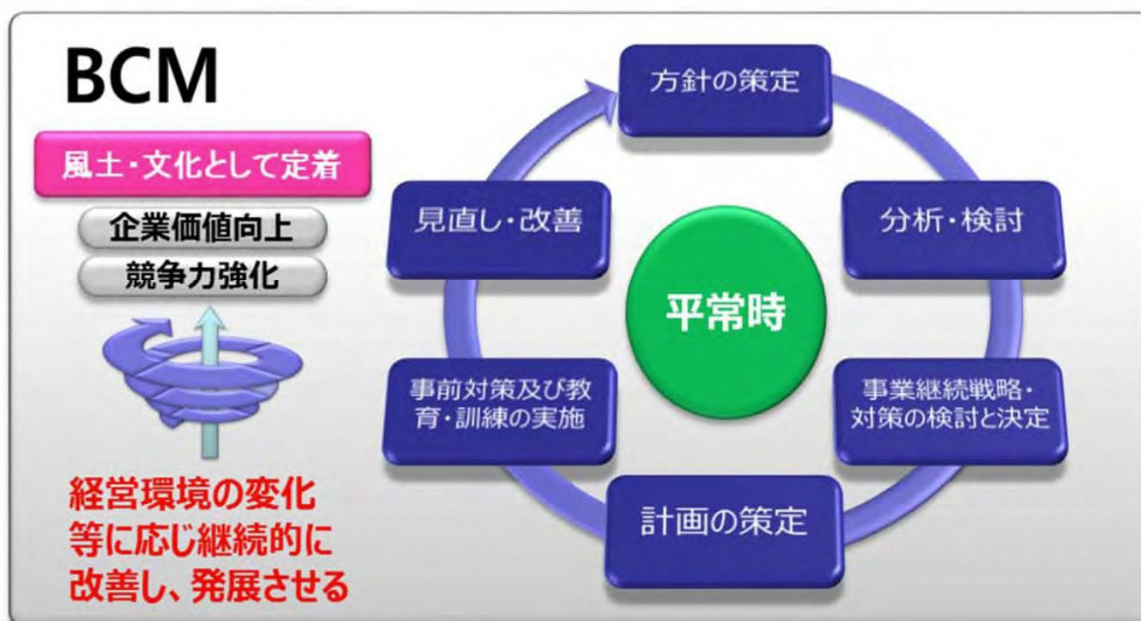 BCM
風土・文化として定着
企業価値向上
競争力強化
経営環境の変化
等に応じ継続的に
改善し、発展させる
方針の策定
分析・検討
事業継続戦略・
対策の検討と決定
計画の策定
事前対策及び教
育・訓練の実施
見直し・改善
平常時